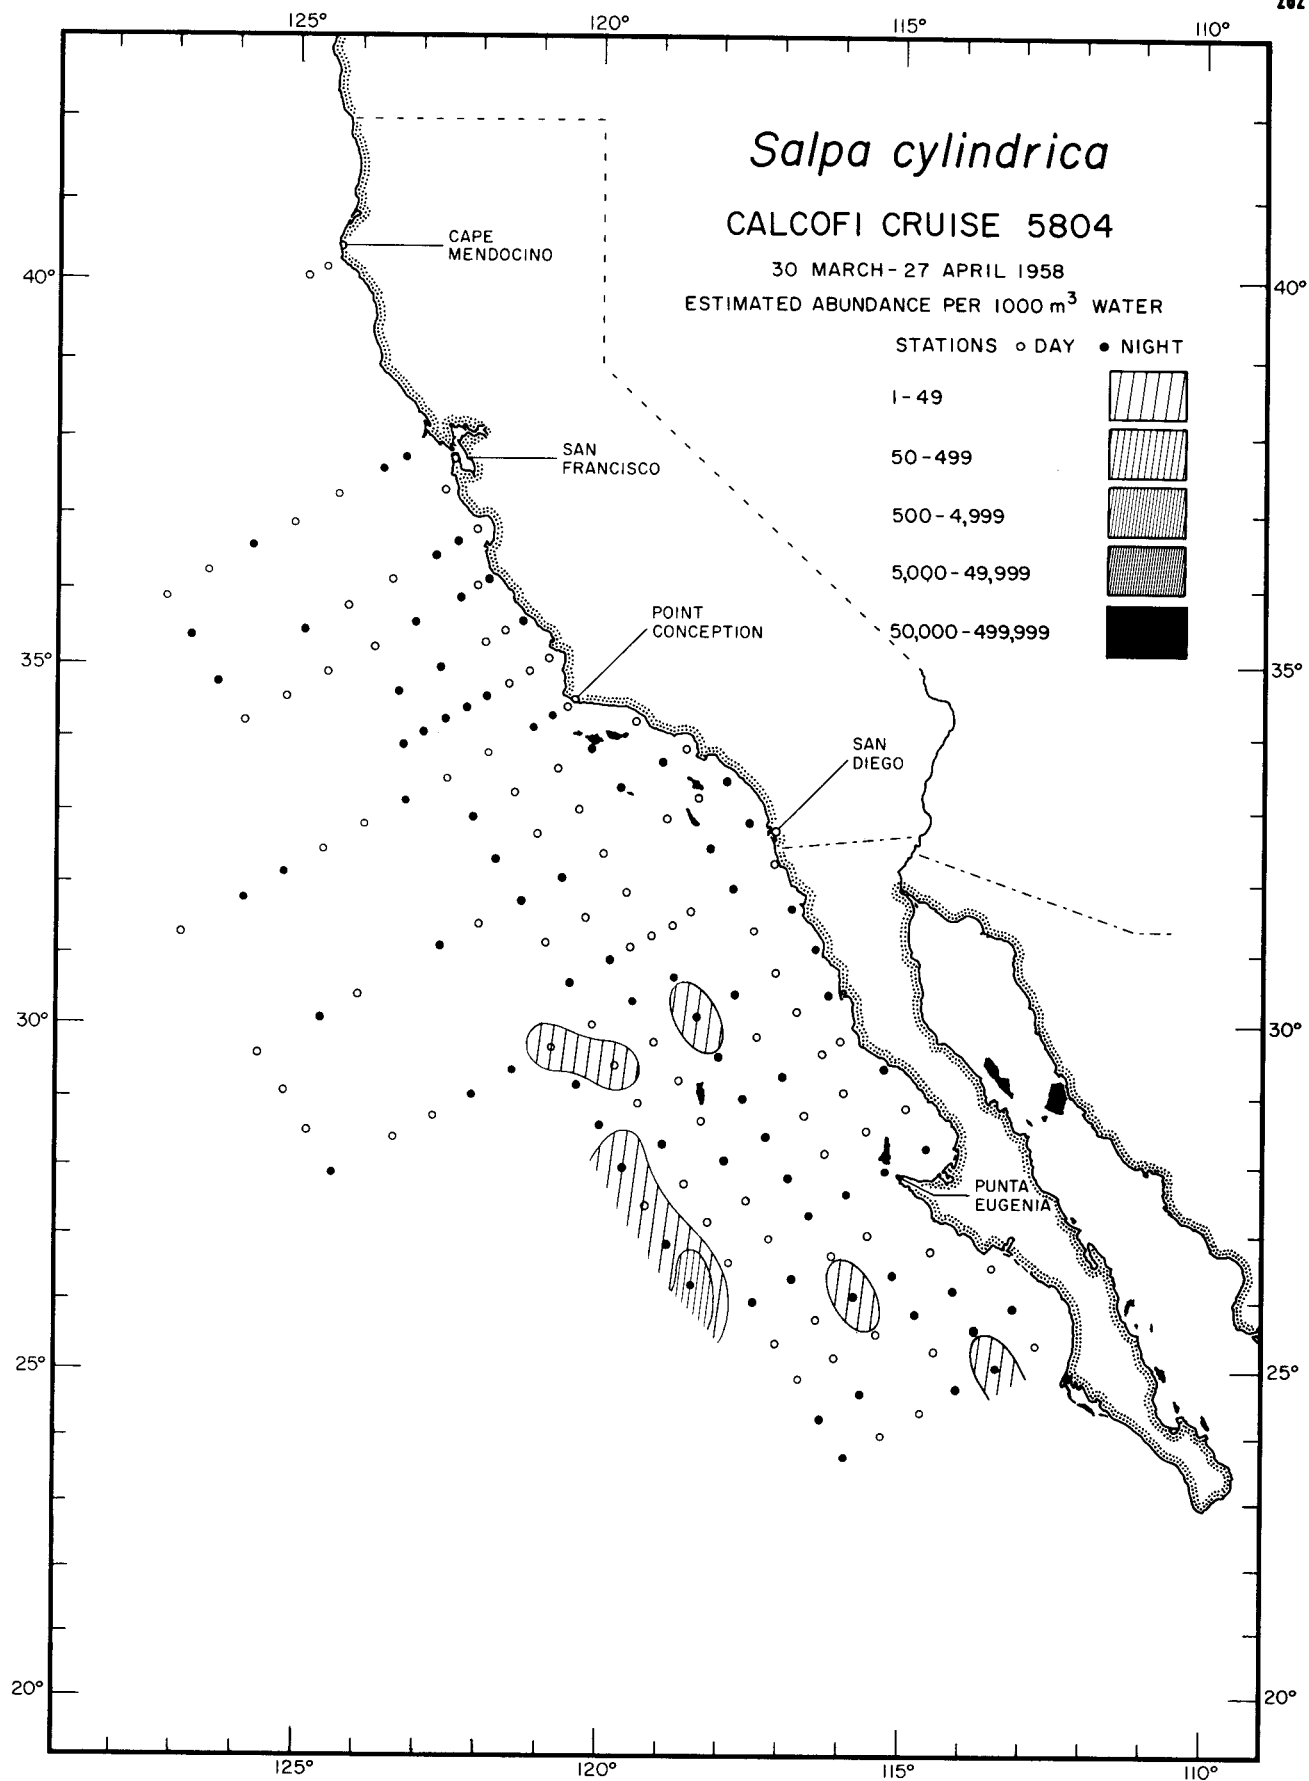 202
125° 120° 115° 110°
Salpa cylindrica
CALCOFI CRUISE 5804
30 MARCH - 27 APRIL 1958
ESTIMATED ABUNDANCE PER 1000 m³ WATER
STATIONS ○ DAY ● NIGHT
1 - 49
50 - 499
500 - 4,999
5,000 - 49,999
50,000 - 499,999
CAPE
MENDOCINO
40° 40°
SAN
FRANCISCO
POINT
CONCEPTION
35° 35°
SAN
DIEGO
30° 30°
PUNTA
EUGENIA
25° 25°
20° 20°
125° 120° 115° 110°